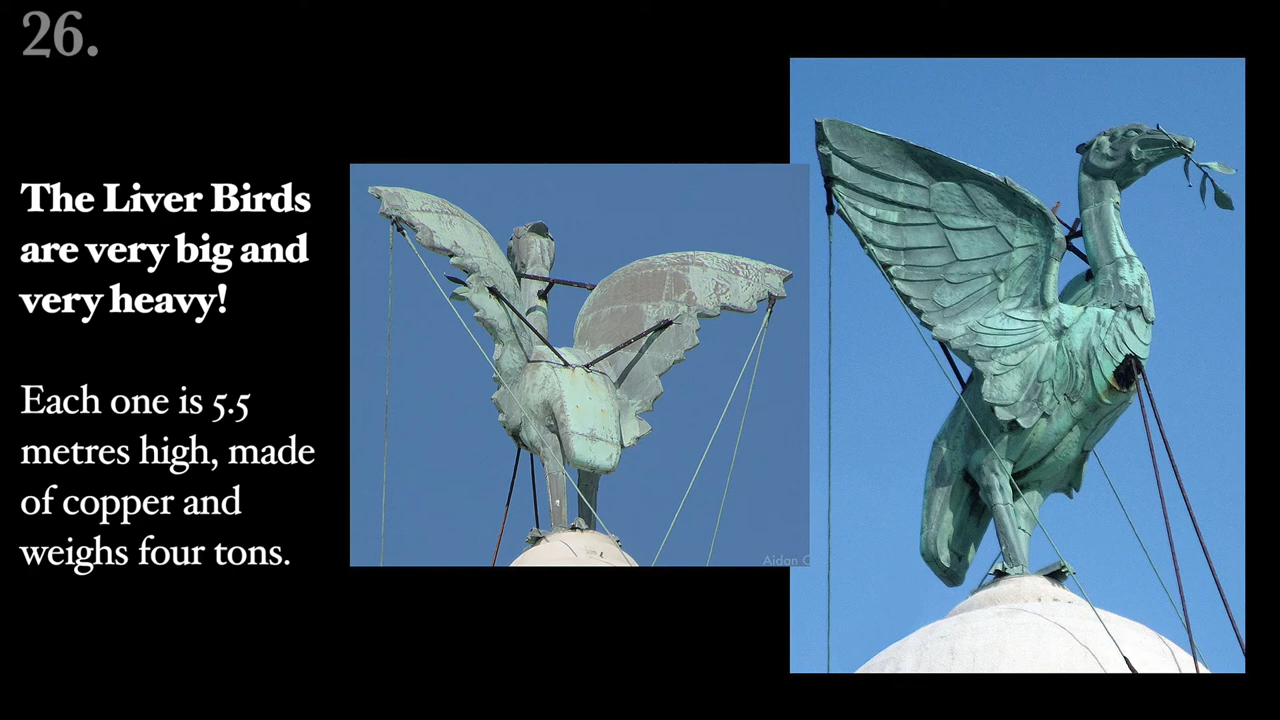 26.
The Liver Birds
are very big and
very heavy!
Each one is 5.5
metres high, made
of copper and
weighs four tons.
Aidan